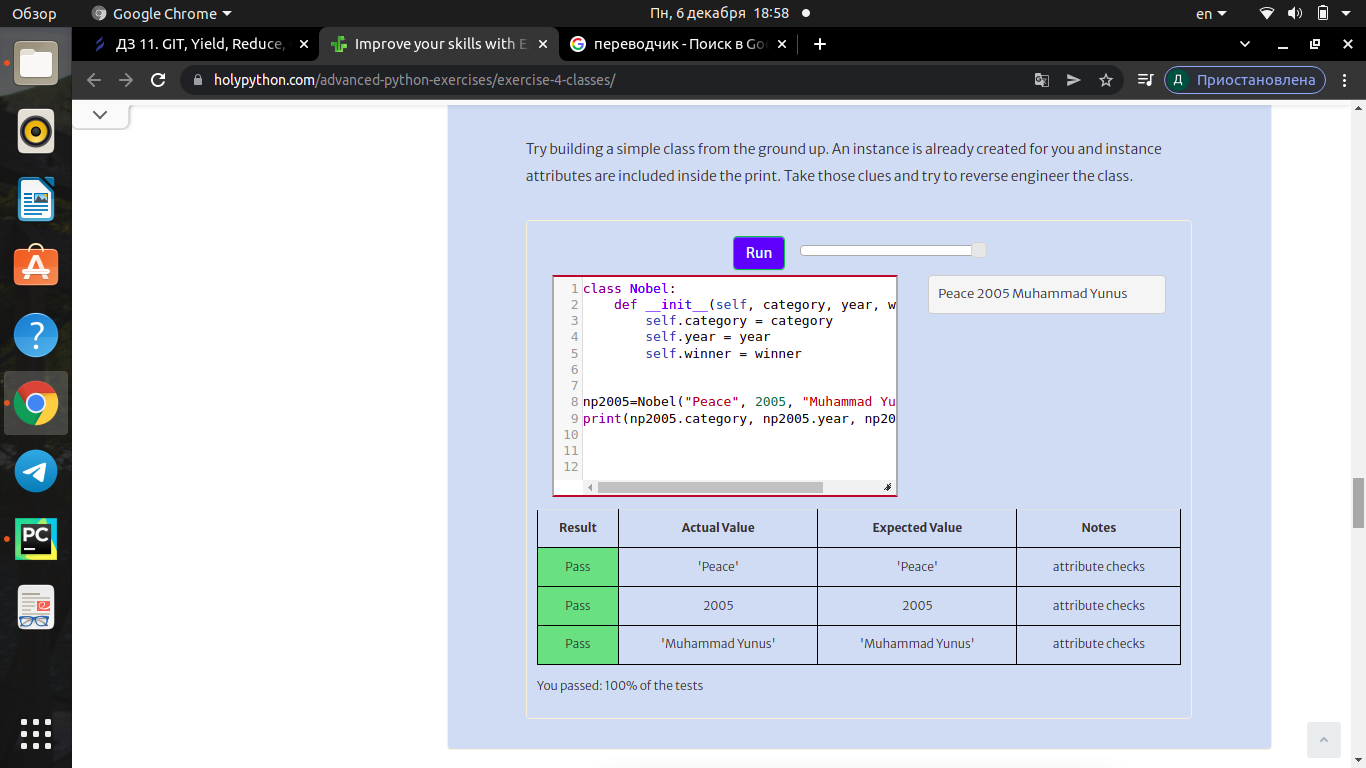 Обзор
Google Chrome
Пн, 6 декабря 18:58
en
ДЗ 11. GIT, Yield, Reduce,
Improve your skills with E
переводчик - Поиск в Go
holypython.com/advanced-python-exercises/exercise-4-classes/
Д Приостановлена
Try building a simple class from the ground up. An instance is already created for you and instance
attributes are included inside the print. Take those clues and try to reverse engineer the class.
Run
1 class Nobel:
2 def __init__(self, category, year, w
3 self.category = category
4 self.year = year
5 self.winner = winner
6
7
8 np2005=Nobel("Peace", 2005, "Muhammad Yu
9 print(np2005.category, np2005.year, np20
10
11
12
Peace 2005 Muhammad Yunus
Result Actual Value Expected Value Notes
Pass 'Peace' 'Peace' attribute checks
Pass 2005 2005 attribute checks
Pass 'Muhammad Yunus' 'Muhammad Yunus' attribute checks
You passed: 100% of the tests
PC